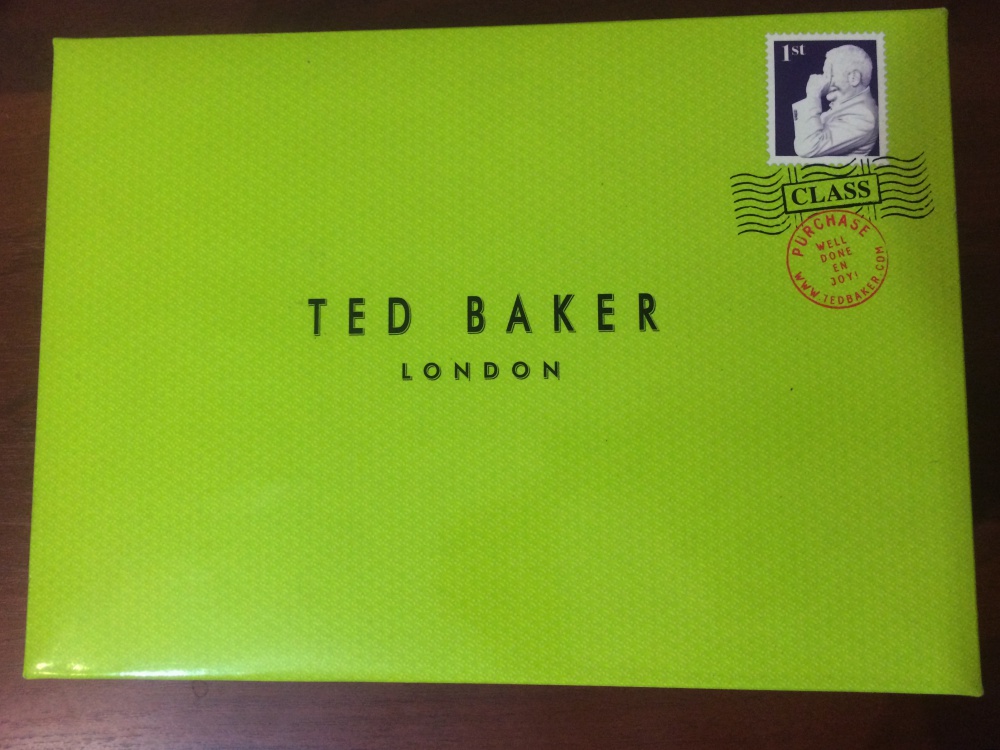 1st
CLASS
PURCHASE
WELL
DONE
EN
JOY!
WWW.TEDBAKER.COM
TED BAKER
LONDON